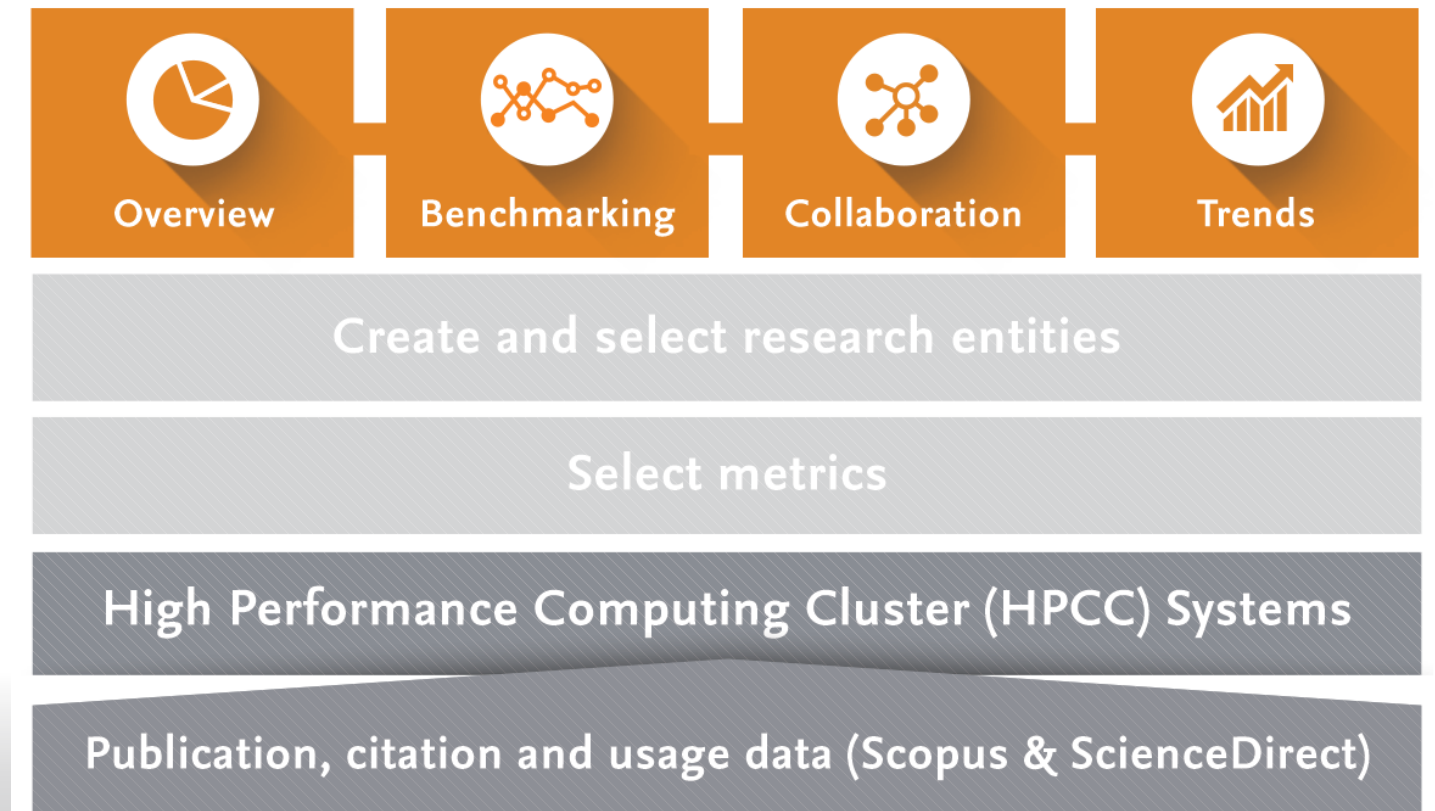 Overview
Benchmarking
Collaboration
Trends
Create and select research entities
Select metrics
High Performance Computing Cluster (HPCC) Systems
Publication, citation and usage data (Scopus & ScienceDirect)